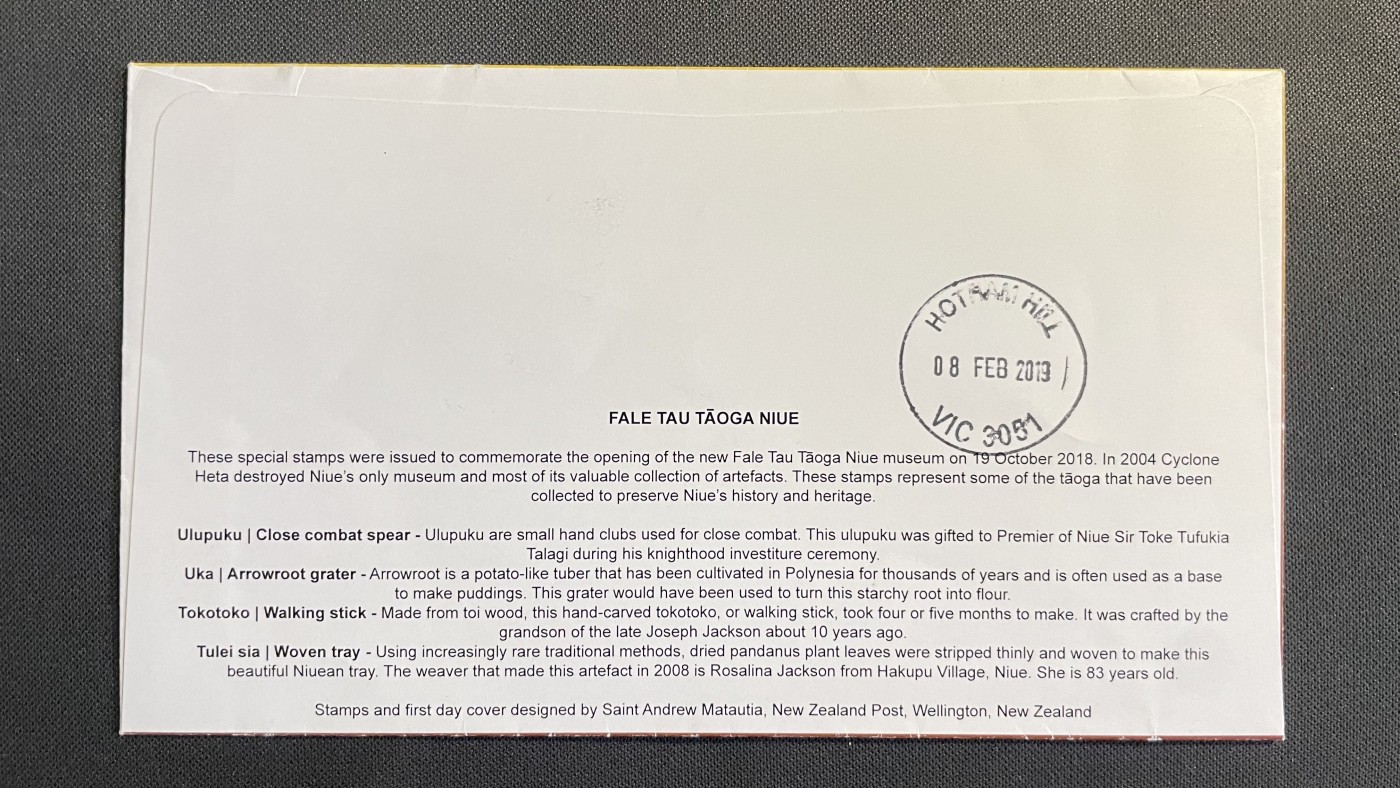 HOTHAM HILL
08 FEB 2019
VIC 3051
FALE TAU TĀOGA NIUE
These special stamps were issued to commemorate the opening of the new Fale Tau Tāoga Niue museum on 19 October 2018. In 2004 Cyclone
Heta destroyed Niue's only museum and most of its valuable collection of artefacts. These stamps represent some of the tāoga that have been
collected to preserve Niue's history and heritage.
Ulupuku | Close combat spear - Ulupuku are small hand clubs used for close combat. This ulupuku was gifted to Premier of Niue Sir Toke Tufukia
Talagi during his knighthood investiture ceremony.
Uka | Arrowroot grater - Arrowroot is a potato-like tuber that has been cultivated in Polynesia for thousands of years and is often used as a base
to make puddings. This grater would have been used to turn this starchy root into flour.
Tokotoko | Walking stick - Made from toi wood, this hand-carved tokotoko, or walking stick, took four or five months to make. It was crafted by the
grandson of the late Joseph Jackson about 10 years ago.
Tulei sia | Woven tray - Using increasingly rare traditional methods, dried pandanus plant leaves were stripped thinly and woven to make this
beautiful Niuean tray. The weaver that made this artefact in 2008 is Rosalina Jackson from Hakupu Village, Niue. She is 83 years old.
Stamps and first day cover designed by Saint Andrew Matautia, New Zealand Post, Wellington, New Zealand